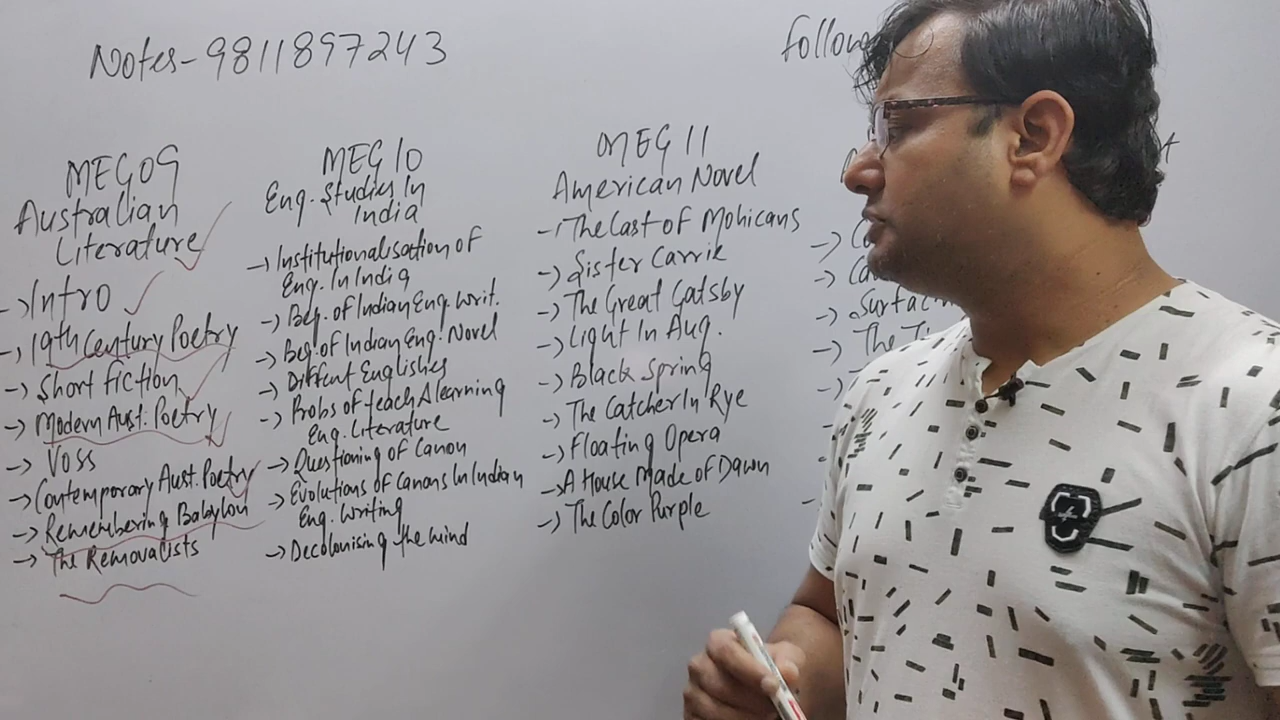 Notes-9811897243
Follow
MEG 09
Australian
Literature
-> Intro
-> 19th Century Poetry
-> Short fiction
-> Modern Aust. Poetry
-> Voss
-> Contemporary Aust. Poetry
-> Remembering Babylon
-> The Removalists
MEG 10
Eng. Studies In
India
-> Institutionalisation of
Eng. In India
-> Beg. of Indian Eng. Writ.
-> Beg. of Indian Eng. Novel
-> Diffent Englishes
-> Probs of teach & learning
Eng. Literature
-> Questioning of Canon
-> Evolutions of Canons In Indian
Eng. Writing
-> Decolonising the mind
MEG 11
American Novel
-> The Last of Mohicans
-> Sister Carrie
-> The Great Gatsby
-> Light In Aug.
-> Black Spring
-> The Catcher In Rye
-> Floating Opera
-> A House Made of Dawn
-> The Color Purple
-> Surfac
-> The